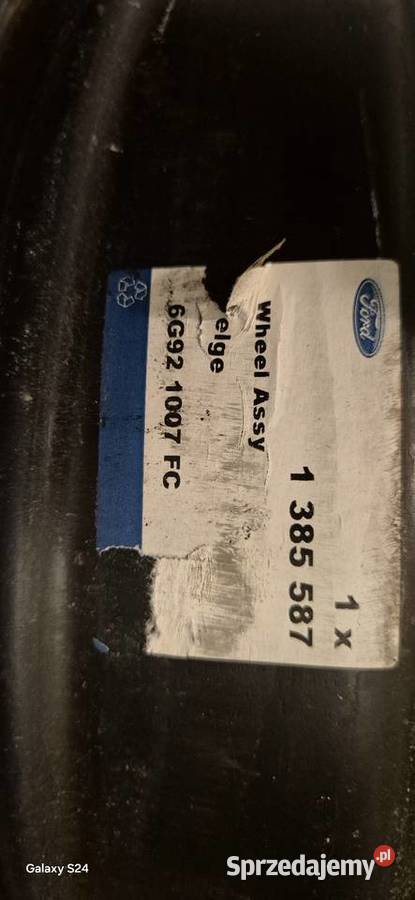 Ford
1 x
1 385 587
Wheel Assy
elge
6G92 1007 FC
Galaxy S24
Sprzedajemy.pl